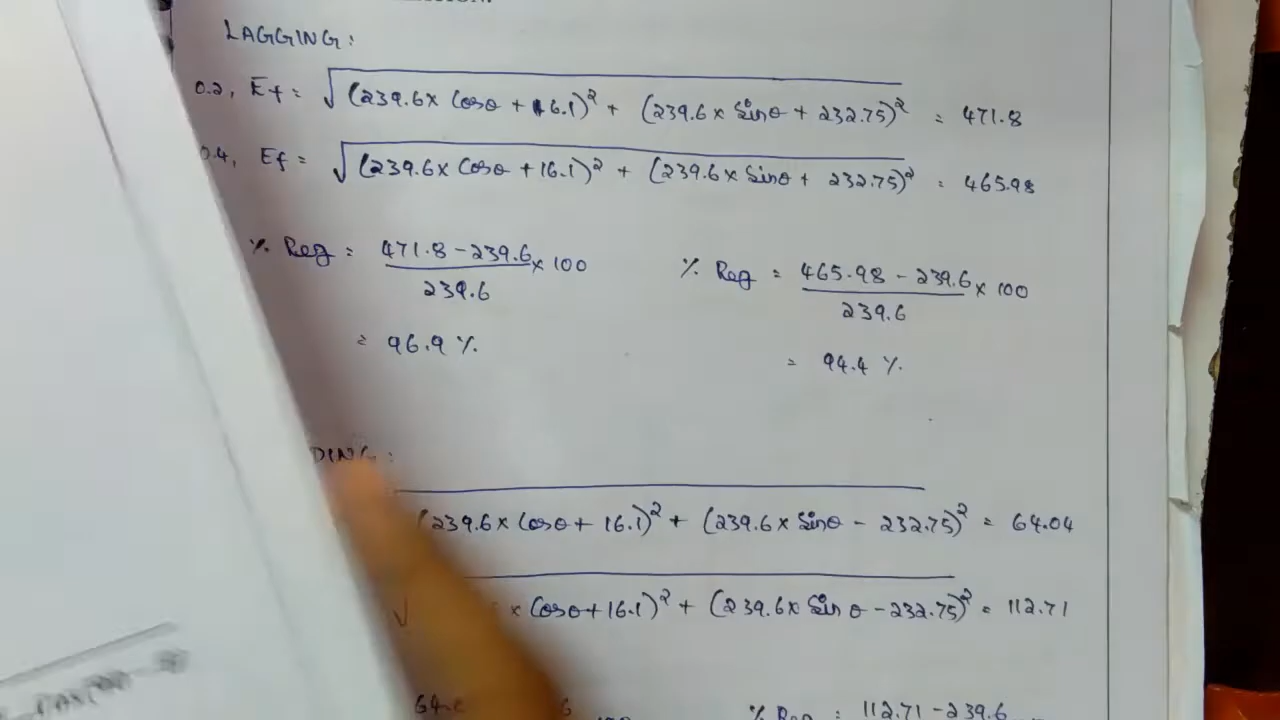 LAGGING:
0.2, Ef = √(239.6 x Cosθ + 16.1)² + (239.6 x Sinθ + 232.75)² = 471.8
0.4, Ef = √(239.6 x Cosθ + 16.1)² + (239.6 x Sinθ + 232.75)² = 465.98
% Reg = 471.8 - 239.6 / 239.6 x 100
= 96.9 %
% Reg = 465.98 - 239.6 / 239.6 x 100
= 94.4 %
DING:
(239.6 x Cosθ + 16.1)² + (239.6 x Sinθ - 232.75)² = 64.04
√ x Cosθ + 16.1)² + (239.6 x Sinθ - 232.75)² = 112.71
% Reg = 112.71 - 239.6